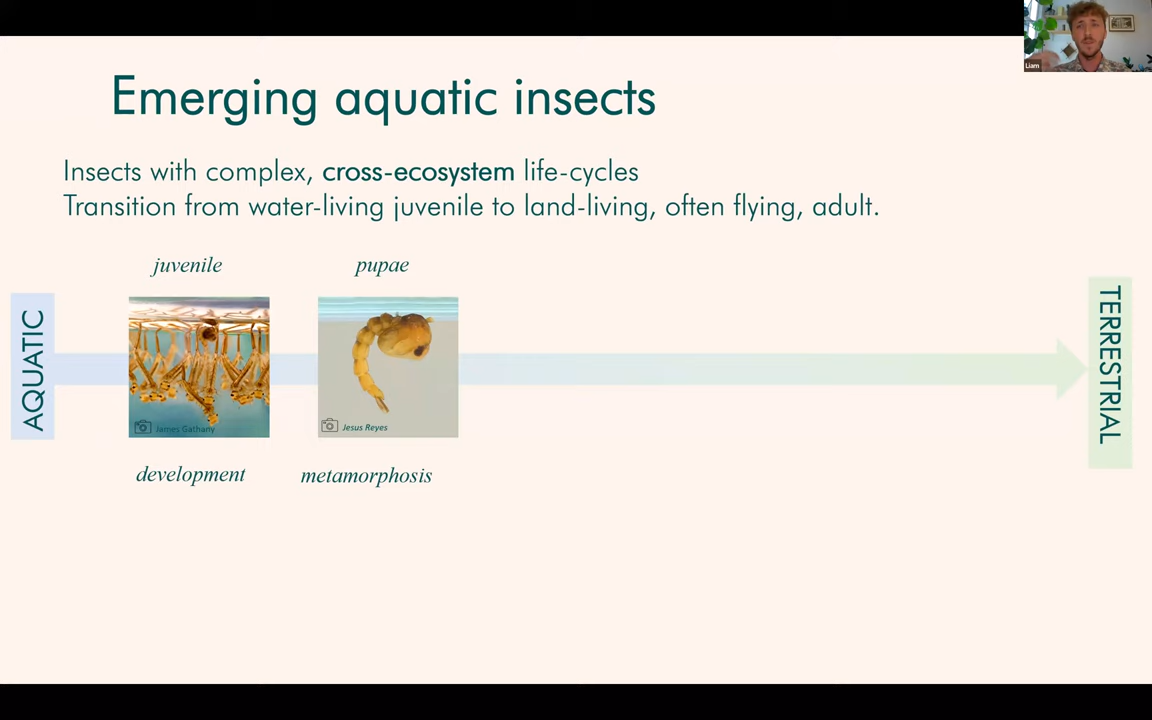 Liam
Emerging aquatic insects
Insects with complex, cross-ecosystem life-cycles
Transition from water-living juvenile to land-living, often flying, adult.
juvenile
pupae
AQUATIC
TERRESTRIAL
James Gathany
Jesus Reyes
development
metamorphosis